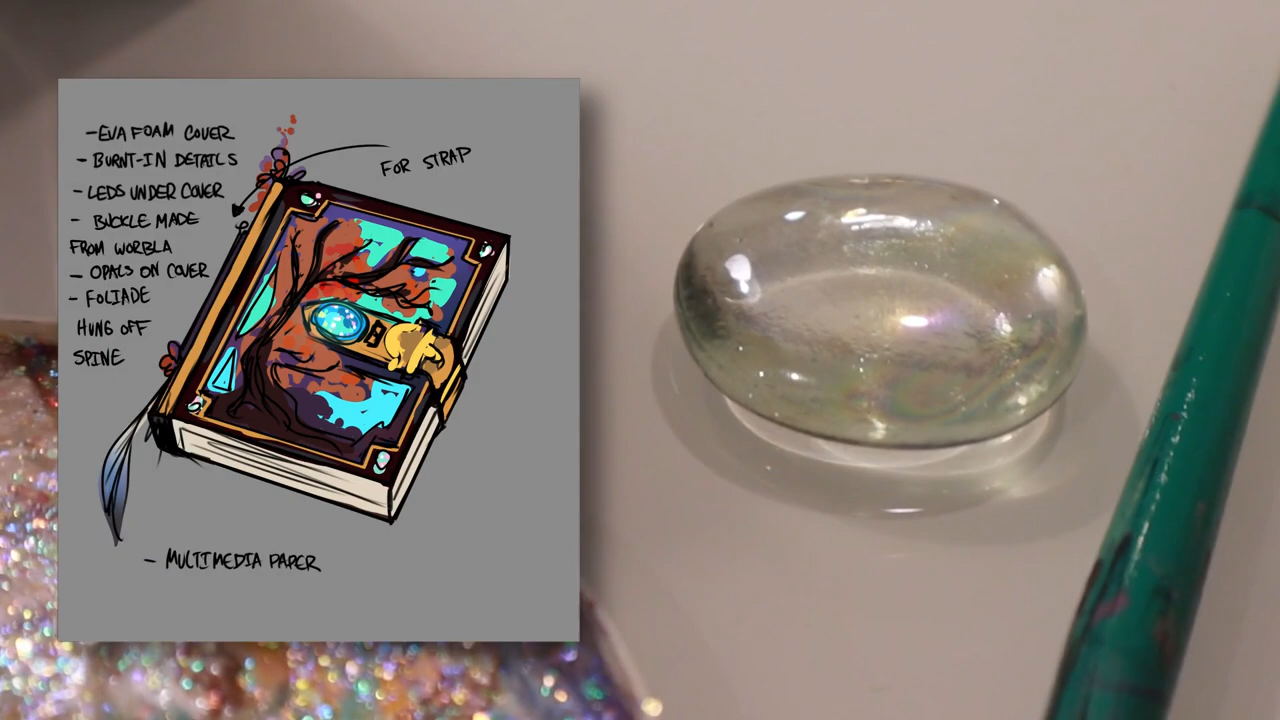 - EVA FOAM COVER
- BURNT-IN DETAILS
- LEDS UNDER COVER
- BUCKLE MADE
FROM WORBLA
- OPALS ON COVER
- FOLIADE
HUNG OFF
SPINE
FOR STRAP
- MULTIMEDIA PAPER